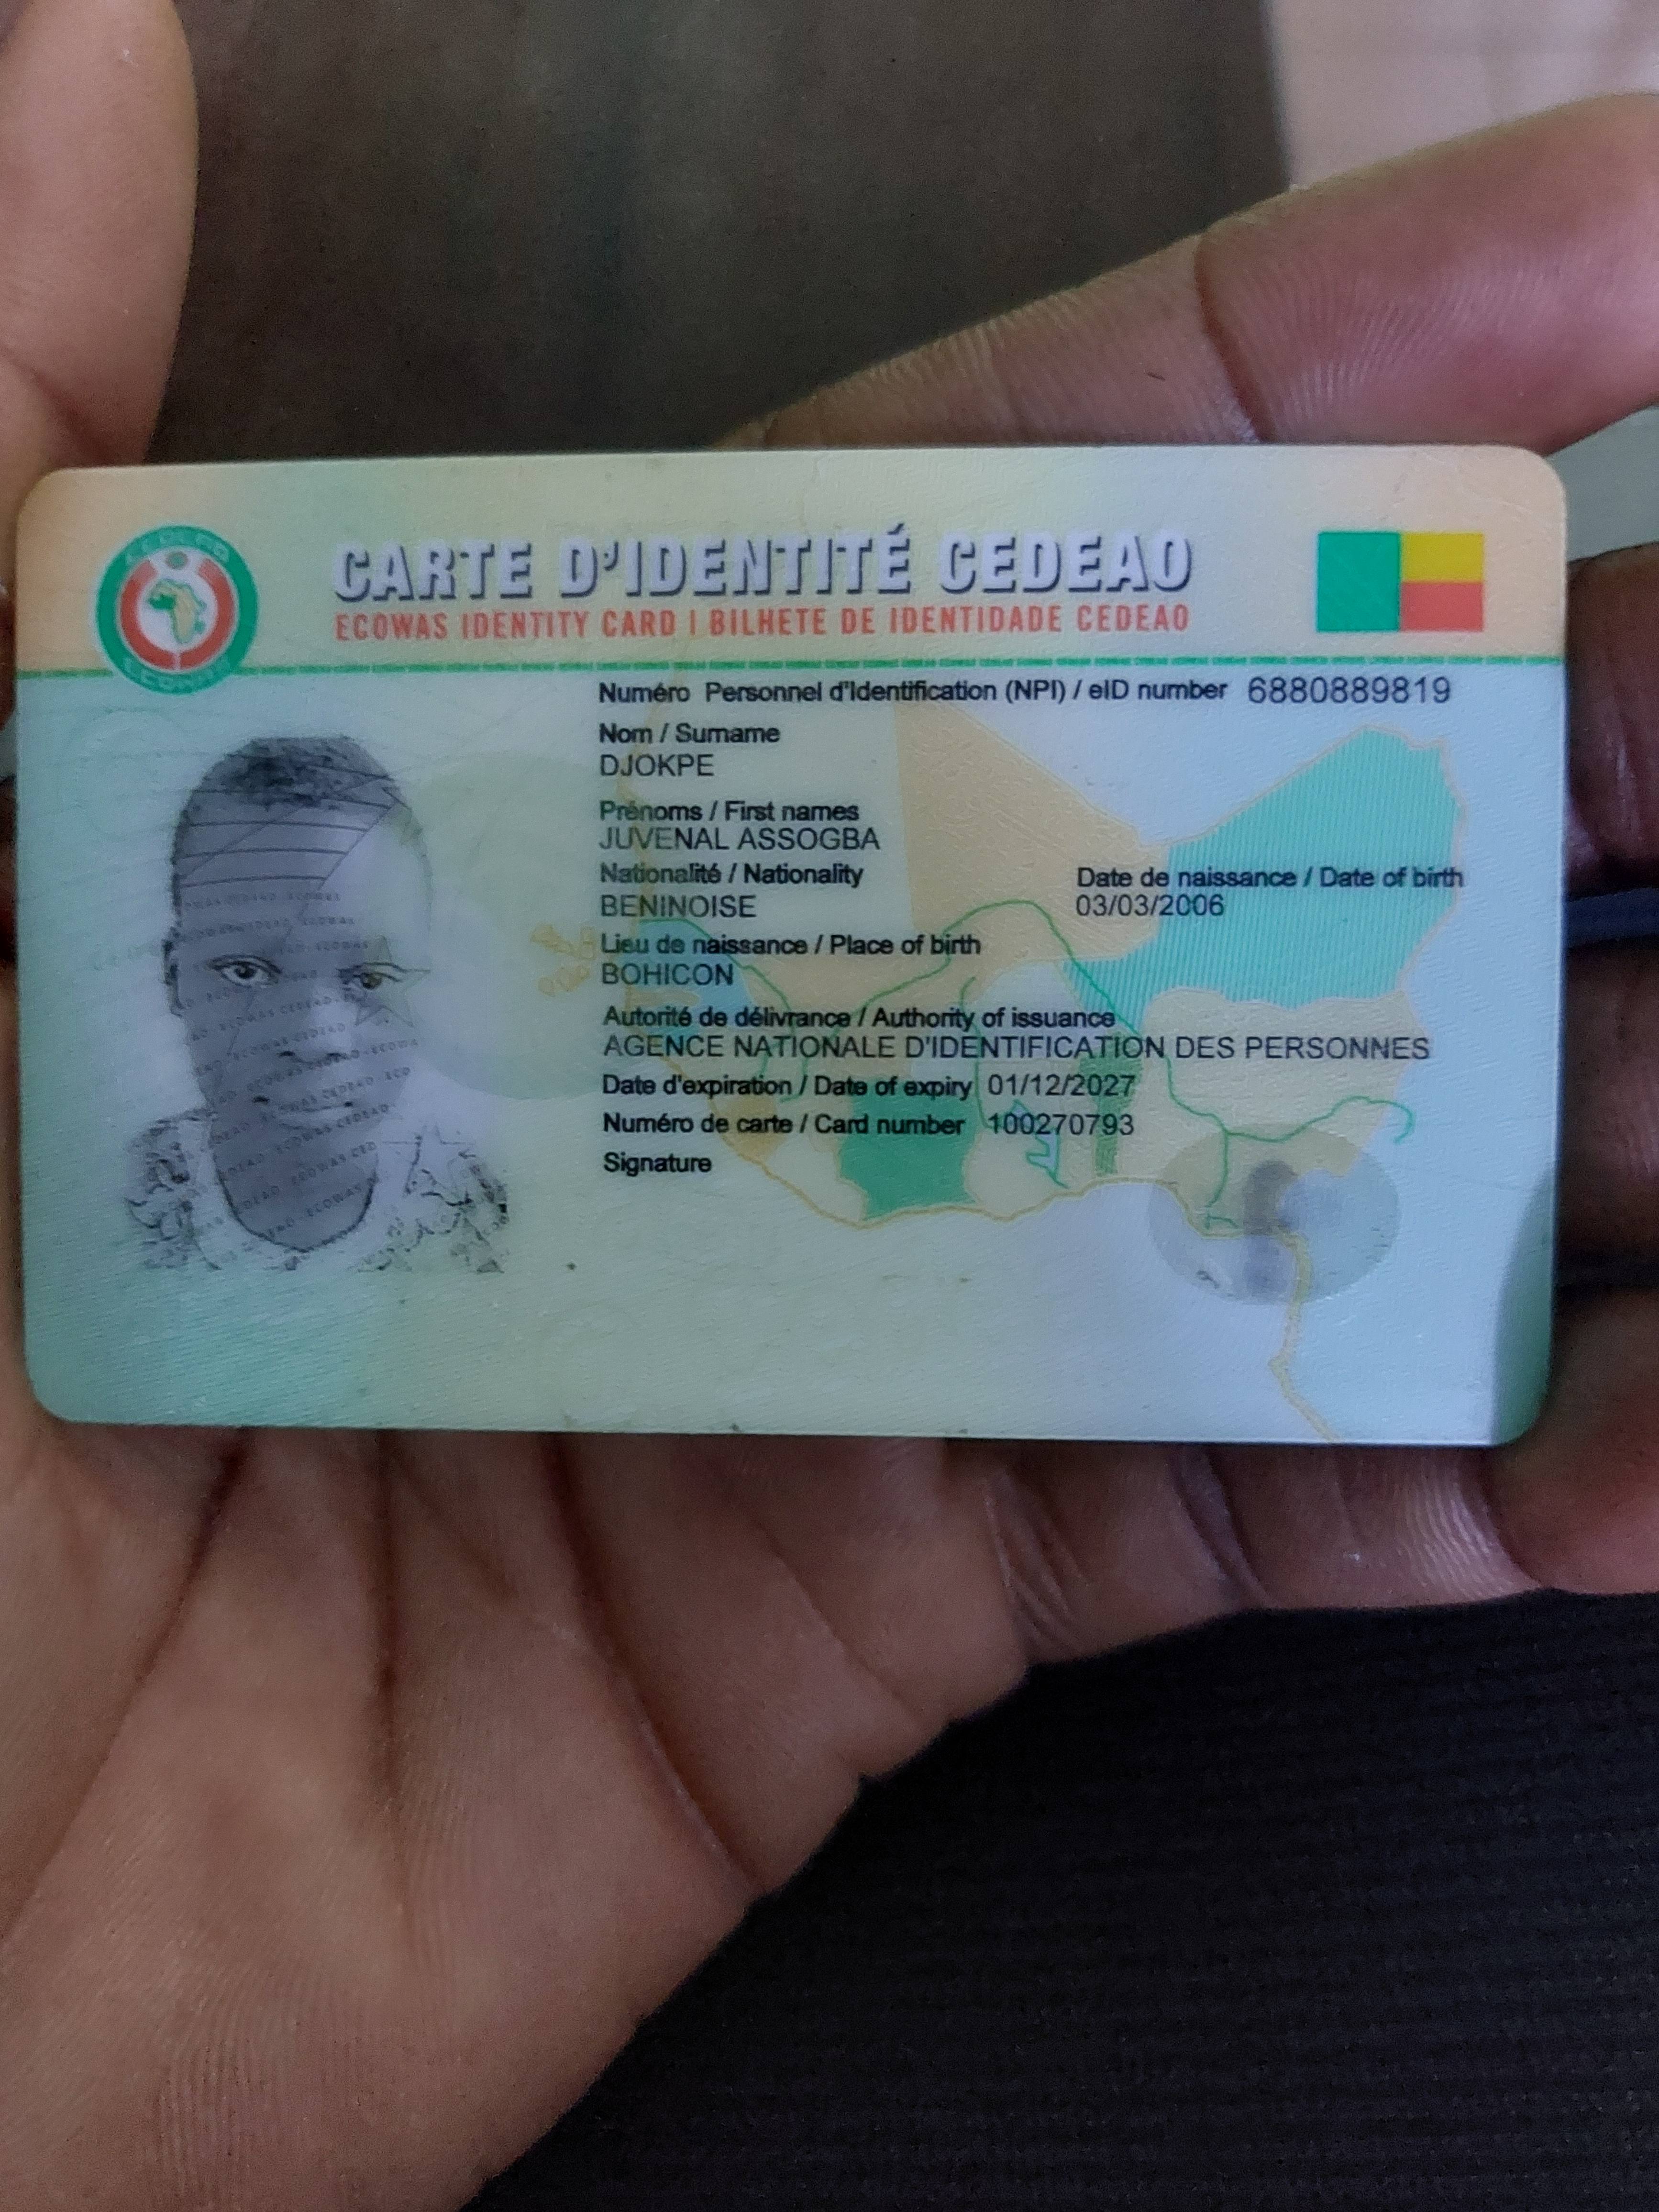 CARTE D'IDENTITÉ CEDEAO
ECOWAS IDENTITY CARD | BILHETE DE IDENTIDADE CEDEAO
Numéro Personnel d'Identification (NPI) / eID number 6880889819
Nom / Surname
DJOKPE
Prénoms / First names
JUVENAL ASSOGBA
Nationalité / Nationality
BENINOISE
Date de naissance / Date of birth
03/03/2006
Lieu de naissance / Place of birth
BOHICON
Autorité de délivrance / Authority of issuance
AGENCE NATIONALE D'IDENTIFICATION DES PERSONNES
Date d'expiration / Date of expiry 01/12/2027
Numéro de carte / Card number 100270793
Signature